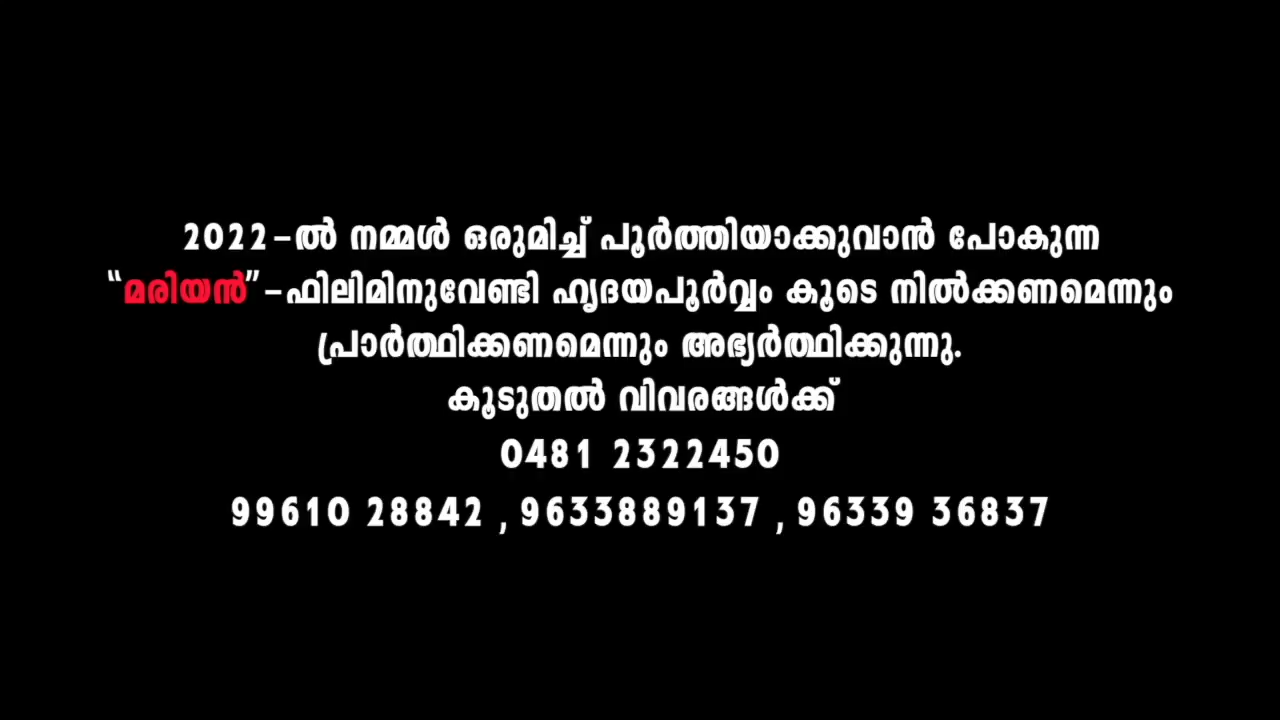 2022-ൽ നമ്മൾ ഒരുമിച്ച് പൂർത്തിയാക്കുവാൻ പോകുന്ന
“മരിയൻ”-ഫിലിമിനുവേണ്ടി ഹൃദയപൂർവ്വം കൂടെ നിൽക്കണമെന്നും
പ്രാർത്ഥിക്കണമെന്നും അഭ്യർത്ഥിക്കുന്നു.
കൂടുതൽ വിവരങ്ങൾക്ക്
0481 2322450
99610 28842 , 9633889137 , 96339 36837